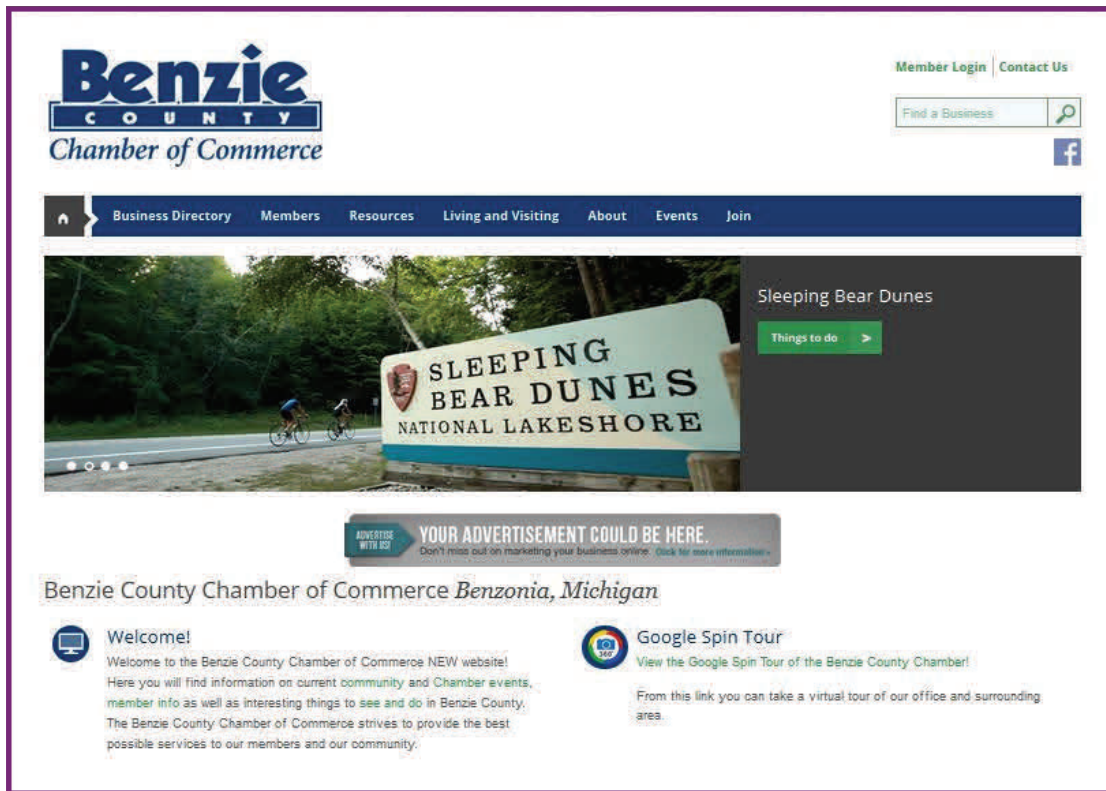 Benzie
COUNTY
Chamber of Commerce
Member Login Contact Us
Find a Business
f
Business Directory Members Resources Living and Visiting About Events Join
SLEEPING
BEAR DUNES
NATIONAL LAKESHORE
Sleeping Bear Dunes
Things to do >
ADVERTISE
WITH US!
YOUR ADVERTISEMENT COULD BE HERE.
Don't miss out on marketing your business online. Click for more information »
Benzie County Chamber of Commerce Benzonia, Michigan
Welcome!
Welcome to the Benzie County Chamber of Commerce NEW website!
Here you will find information on current community and Chamber events,
member info as well as interesting things to see and do in Benzie County.
The Benzie County Chamber of Commerce strives to provide the best
possible services to our members and our community.
360°
Google Spin Tour
View the Google Spin Tour of the Benzie County Chamber!
From this link you can take a virtual tour of our office and surrounding
area.